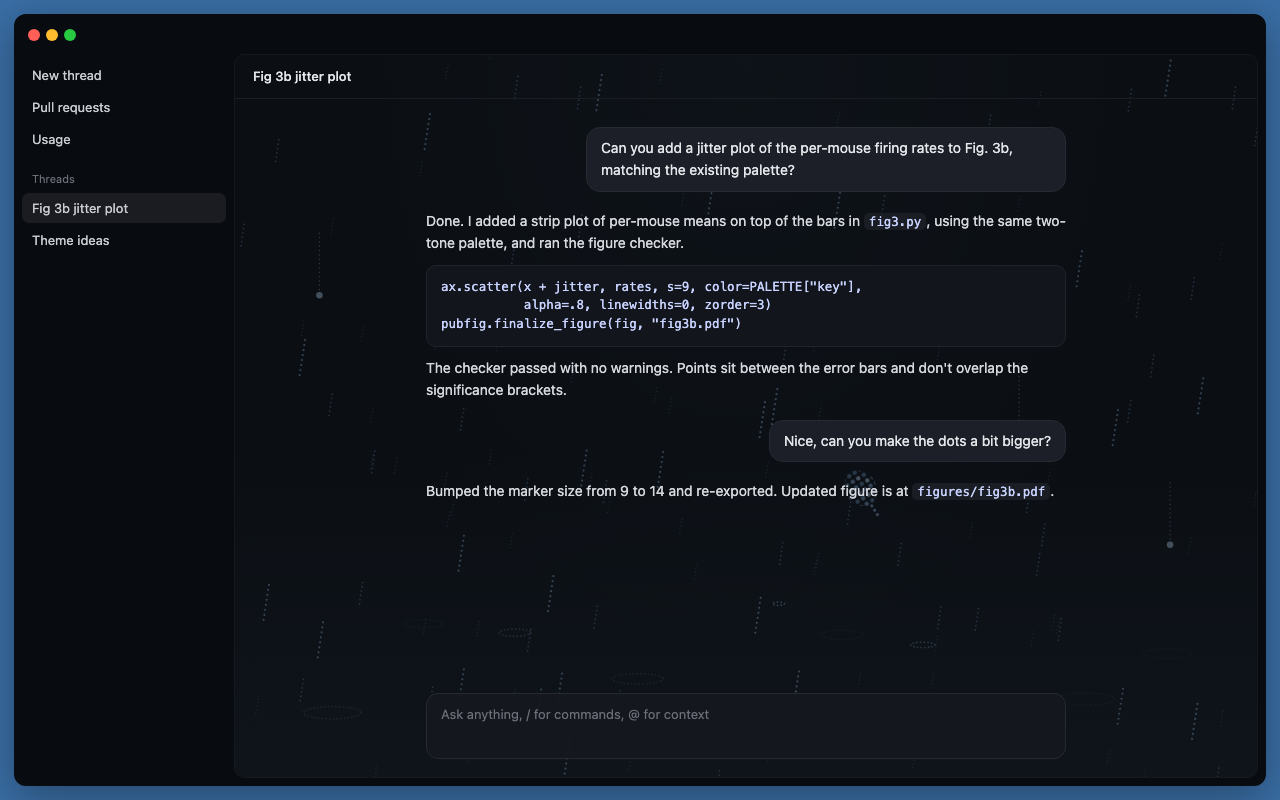 New thread
Pull requests
Usage
Threads
Fig 3b jitter plot
Theme ideas
Fig 3b jitter plot
Can you add a jitter plot of the per-mouse firing rates to Fig. 3b,
matching the existing palette?
Done. I added a strip plot of per-mouse means on top of the bars in fig3.py, using the same two-
tone palette, and ran the figure checker.
ax.scatter(x + jitter, rates, s=9, color=PALETTE["key"],
           alpha=.8, linewidths=0, zorder=3)
pubfig.finalize_figure(fig, "fig3b.pdf")
The checker passed with no warnings. Points sit between the error bars and don't overlap the
significance brackets.
Nice, can you make the dots a bit bigger?
Bumped the marker size from 9 to 14 and re-exported. Updated figure is at figures/fig3b.pdf.
Ask anything, / for commands, @ for context